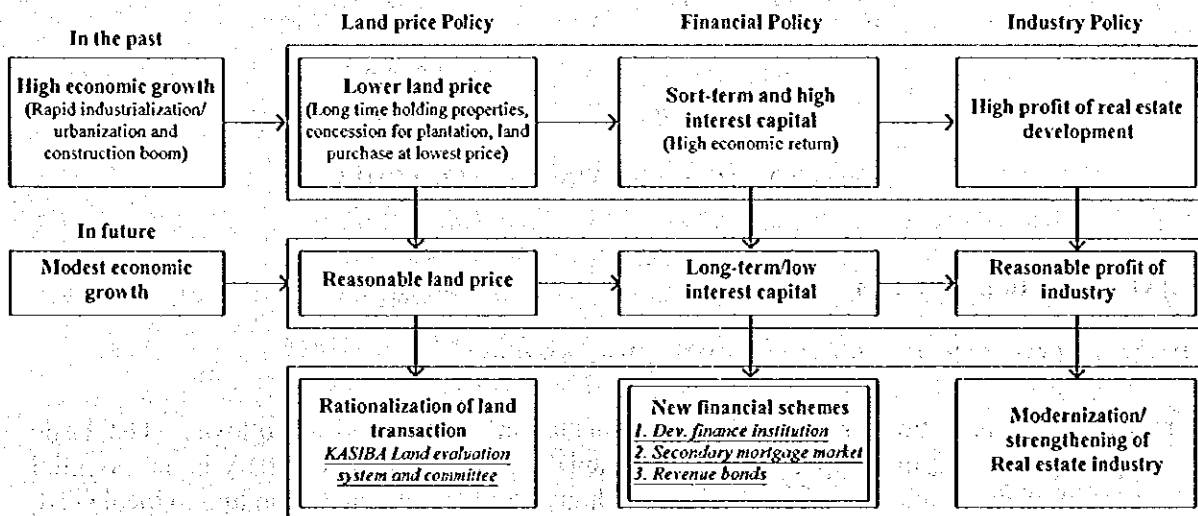 Land price Policy
Financial Policy
Industry Policy
In the past
High economic growth
(Rapid industrialization/
urbanization and
construction boom)
Lower land price
(Long time holding properties,
concession for plantation, land
purchase at lowest price)
Sort-term and high
interest capital
(High economic return)
High profit of real estate
development
In future
Modest economic
growth
Reasonable land price
Long-term/low
interest capital
Reasonable profit of
industry
Rationalization of land
transaction
KASIBA Land evaluation
system and committee
New financial schemes
1. Dev. finance institution
2. Secondary mortgage market
3. Revenue bonds
Modernization/
strengthening of
Real estate industry